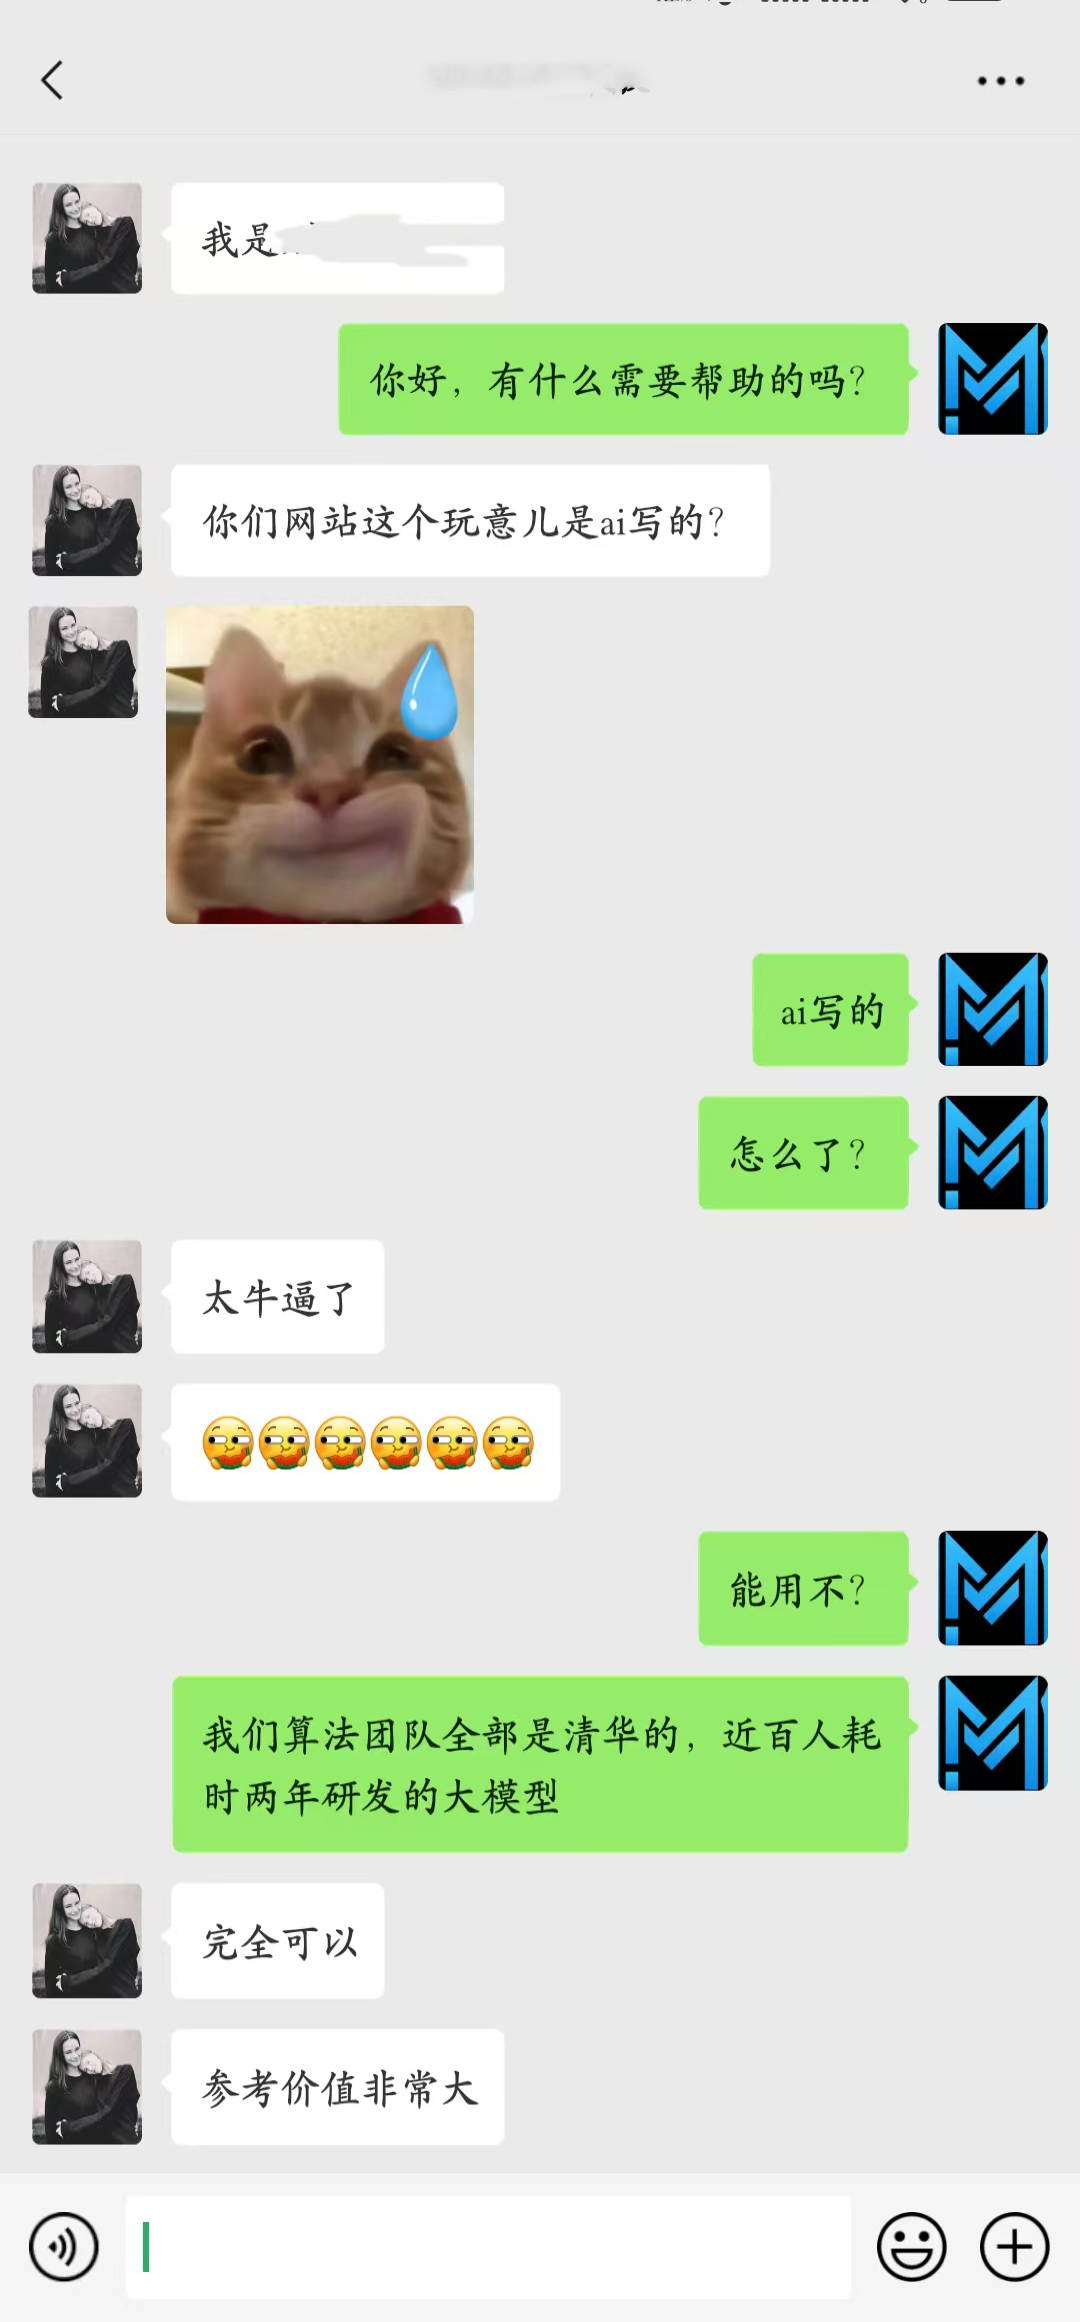 我是
你好，有什么需要帮助的吗？
你们网站这个玩意儿是ai写的？
ai写的
怎么了？
太牛逼了
能用不？
我们算法团队全部是清华的，近百人耗
时两年研发的大模型
完全可以
参考价值非常大